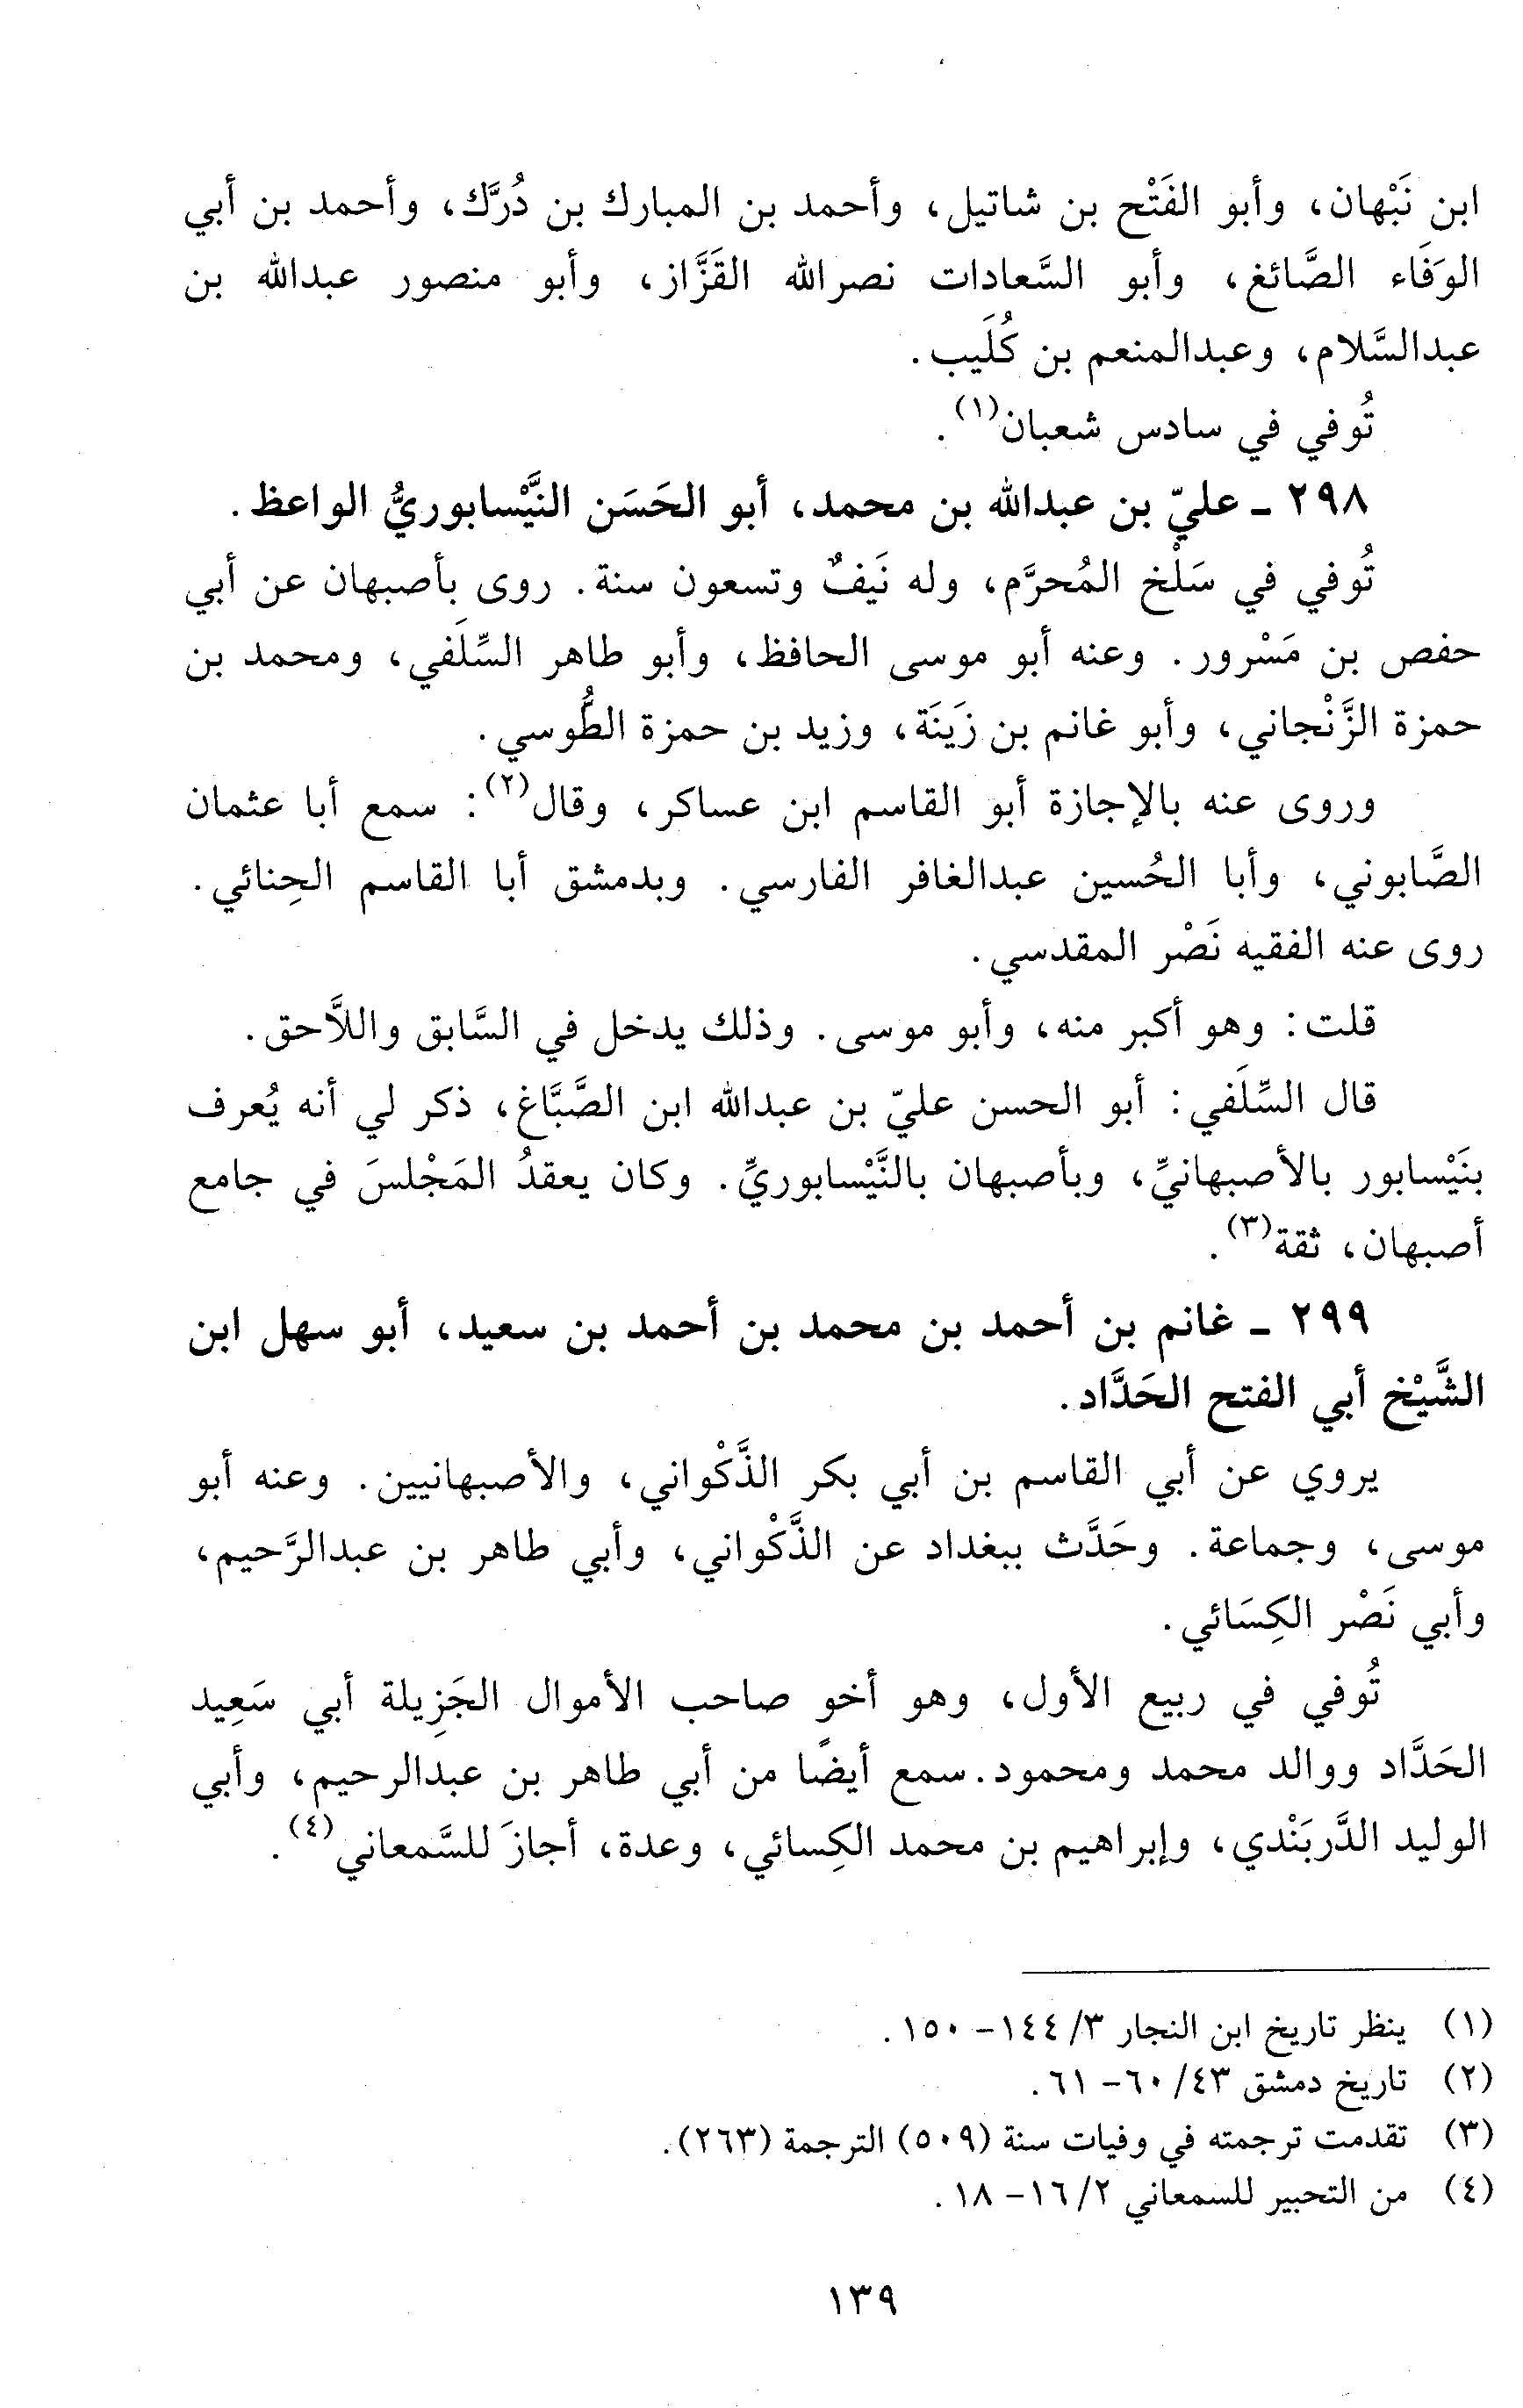 ابن نَبْهان، وأبو الفَتْح بن شاتيل، وأحمد بن المبارك بن دُرَّك، وأحمد بن أبي
الوَفَاء الصَّائغ، وأبو السَّعادات نصرالله القَزَّاز، وأبو منصور عبدالله بن
عبدالسَّلام، وعبدالمنعم بن كُلَيب.
تُوفي في سادس شعبان(١).
٢٩٨ ـ عليّ بن عبدالله بن محمد، أبو الحَسَن النَّيْسابوريُّ الواعظ.
تُوفي في سَلْخ المُحرَّم، وله نَيفٌ وتسعون سنة. روى بأصبهان عن أبي
حفص بن مَسْرور. وعنه أبو موسى الحافظ، وأبو طاهر السِّلَفي، ومحمد بن
حمزة الزَّنْجاني، وأبو غانم بن زَينَة، وزيد بن حمزة الطُّوسي.
وروى عنه بالإجازة أبو القاسم ابن عساكر، وقال(٢): سمع أبا عثمان
الصَّابوني، وأبا الحُسين عبدالغافر الفارسي. وبدمشق أبا القاسم الحِنائي.
روى عنه الفقيه نَصْر المقدسي.
قلت: وهو أكبر منه، وأبو موسى. وذلك يدخل في السَّابق واللاَّحق.
قال السِّلَفي: أبو الحسن عليّ بن عبدالله ابن الصَّبَّاغ، ذكر لي أنه يُعرف
بنَيْسابور بالأصبهانيِّ، وبأصبهان بالنَّيْسابوريِّ. وكان يعقدُ المَجْلسَ في جامع
أصبهان، ثقة(٣).
٢٩٩ ـ غانم بن أحمد بن محمد بن أحمد بن سعيد، أبو سهل ابن
الشَّيْخ أبي الفتح الحَدَّاد.
يروي عن أبي القاسم بن أبي بكر الذَّكْواني، والأصبهانيين. وعنه أبو
موسى، وجماعة. وحَدَّث ببغداد عن الذَّكْواني، وأبي طاهر بن عبدالرَّحيم،
وأبي نَصْر الكِسَائي.
تُوفي في ربيع الأول، وهو أخو صاحب الأموال الجَزِيلة أبي سَعِيد
الحَدَّاد ووالد محمد ومحمود. سمع أيضًا من أبي طاهر بن عبدالرحيم، وأبي
الوليد الدَّربَنْدي، وإبراهيم بن محمد الكِسائي، وعدة، أجازَ للسَّمعاني(٤).
(١) ينظر تاريخ ابن النجار ٣/ ١٤٤- ١٥٠.
(٢) تاريخ دمشق ٤٣/ ٦٠- ٦١.
(٣) تقدمت ترجمته في وفيات سنة (٥٠٩) الترجمة (٢٦٣).
(٤) من التحبير للسمعاني ٢/ ١٦- ١٨.
١٣٩